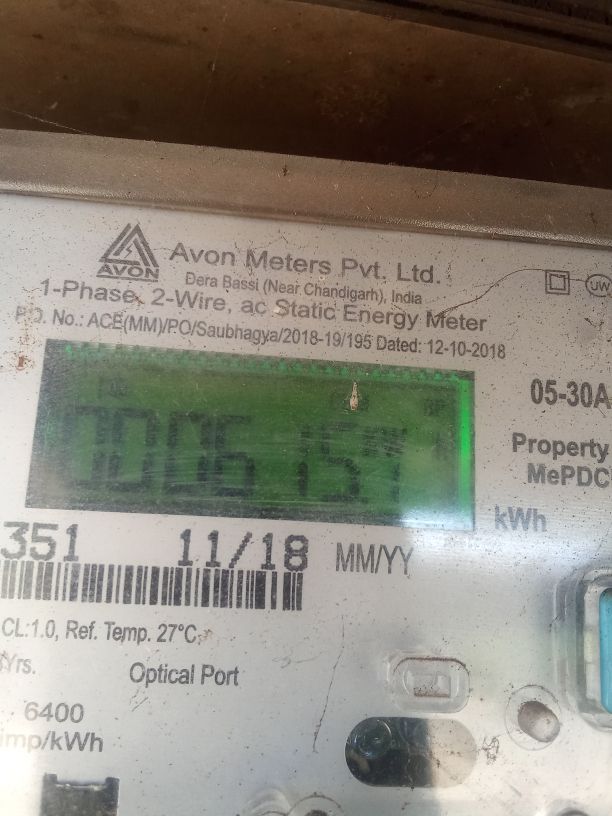 AVON
Avon Meters Pvt. Ltd.
Dera Bassi (Near Chandigarh), India
1-Phase, 2-Wire, ac Static Energy Meter
P.O. No.: ACE(MM)/PO/Saubhagya/2018-19/195 Dated: 12-10-2018
UW
05-30A
Property
MePDC
kWh
351 11/18 MM/YY
CL:1.0, Ref. Temp. 27°C,
Yrs.
Optical Port
6400
imp/kWh